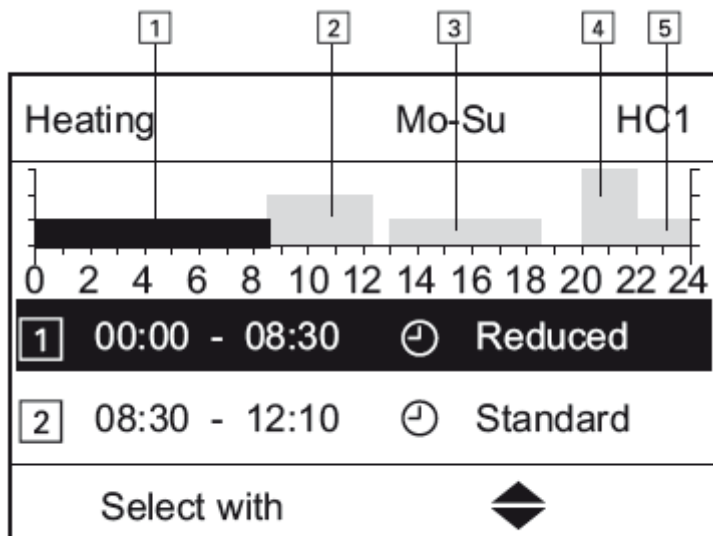 1 2 3 4 5
Heating Mo-Su HC1
0 2 4 6 8 10 12 14 16 18 20 22 24
1 00:00 - 08:30 Reduced
2 08:30 - 12:10 Standard
Select with